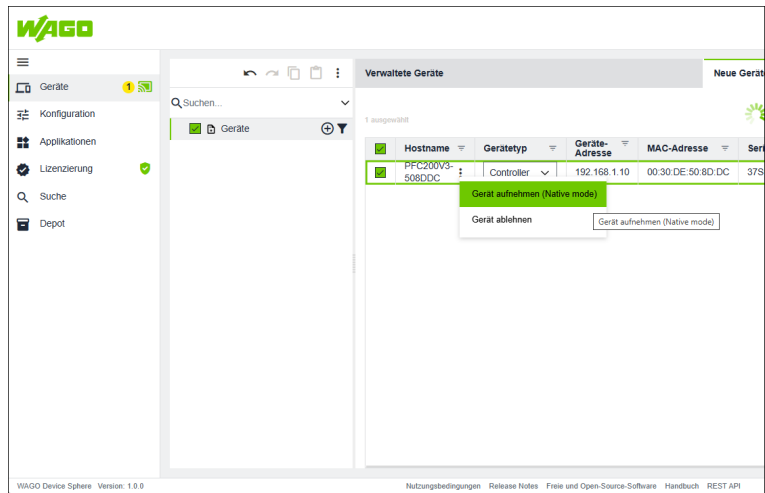 WAGO
Geräte
1
Konfiguration
Applikationen
Lizenzierung
Suche
Depot
Suchen...
Geräte
Verwaltete Geräte
Neue Gerät
1 ausgewählt
Hostname
Gerätetyp
Geräte-
Adresse
MAC-Adresse
Seri
PFC200V3-
508DDC
Controller
192.168.1.10
00:30:DE:50:8D:DC
37S
Gerät aufnehmen (Native mode)
Gerät ablehnen
Gerät aufnehmen (Native mode)
WAGO Device Sphere Version: 1.0.0
Nutzungsbedingungen Release Notes Freie und Open-Source-Software Handbuch REST API